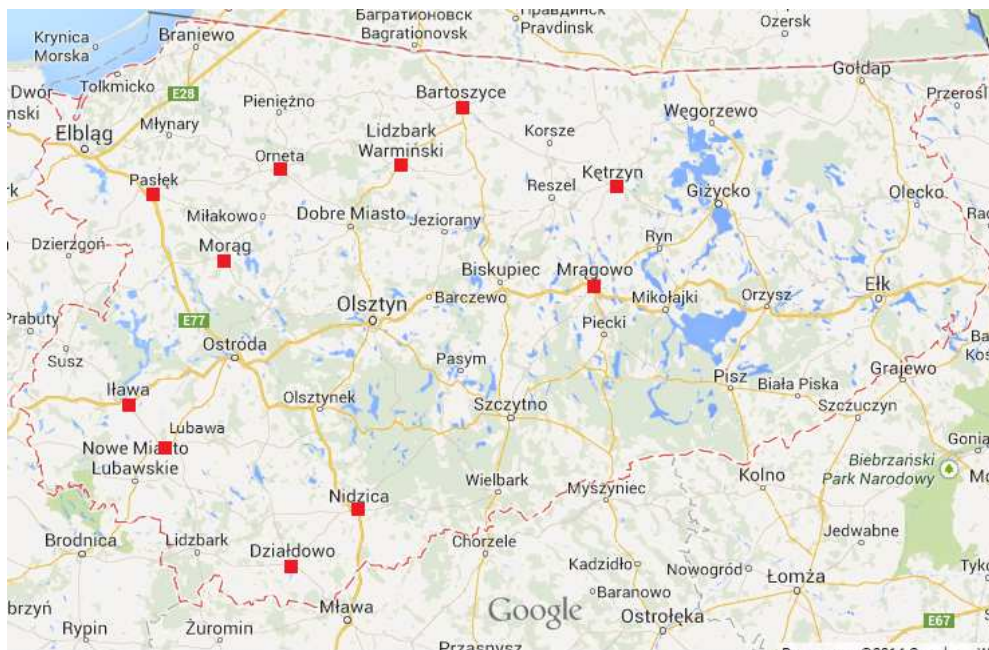 Багратионовск
Bagrationovsk
Правдинск
Pravdinsk
Ozersk
Krynica
Morska
Braniewo
Gołdap
Tołkmicko
Dwór
E28
Pieniężno
Bartoszyce
Przerośl
Węgorzewo
Elbląg
Młynary
Lidzbark
Warmiński
Korsze
Orneta
Pasłęk
Kętrzyn
Reszel
Giżycko
Olecko
Miłakowo
Dobre Miasto
Jeziorany
Dzierzgoń
Morąg
Ryn
Biskupiec
Mrągowo
Ełk
Barczewo
Mikołajki
Orzysz
Prabuty
Olsztyn
E77
Piecki
Ostróda
Susz
Pasym
Grajewo
Pisz
Biała Piska
Iława
Olsztynek
Szczytno
Szczuczyn
Lubawa
Nowe Miasto
Lubawskie
Biebrzański
Park Narodowy
Kolno
Wielbark
Nidzica
Myszyniec
Brodnica
Lidzbark
Działdowo
Chorzele
Jedwabne
Kadzidło
Nowogród
Łomża
Baranowo
Mława
Google
Ostrołęka
E67
Rypin
Żuromin